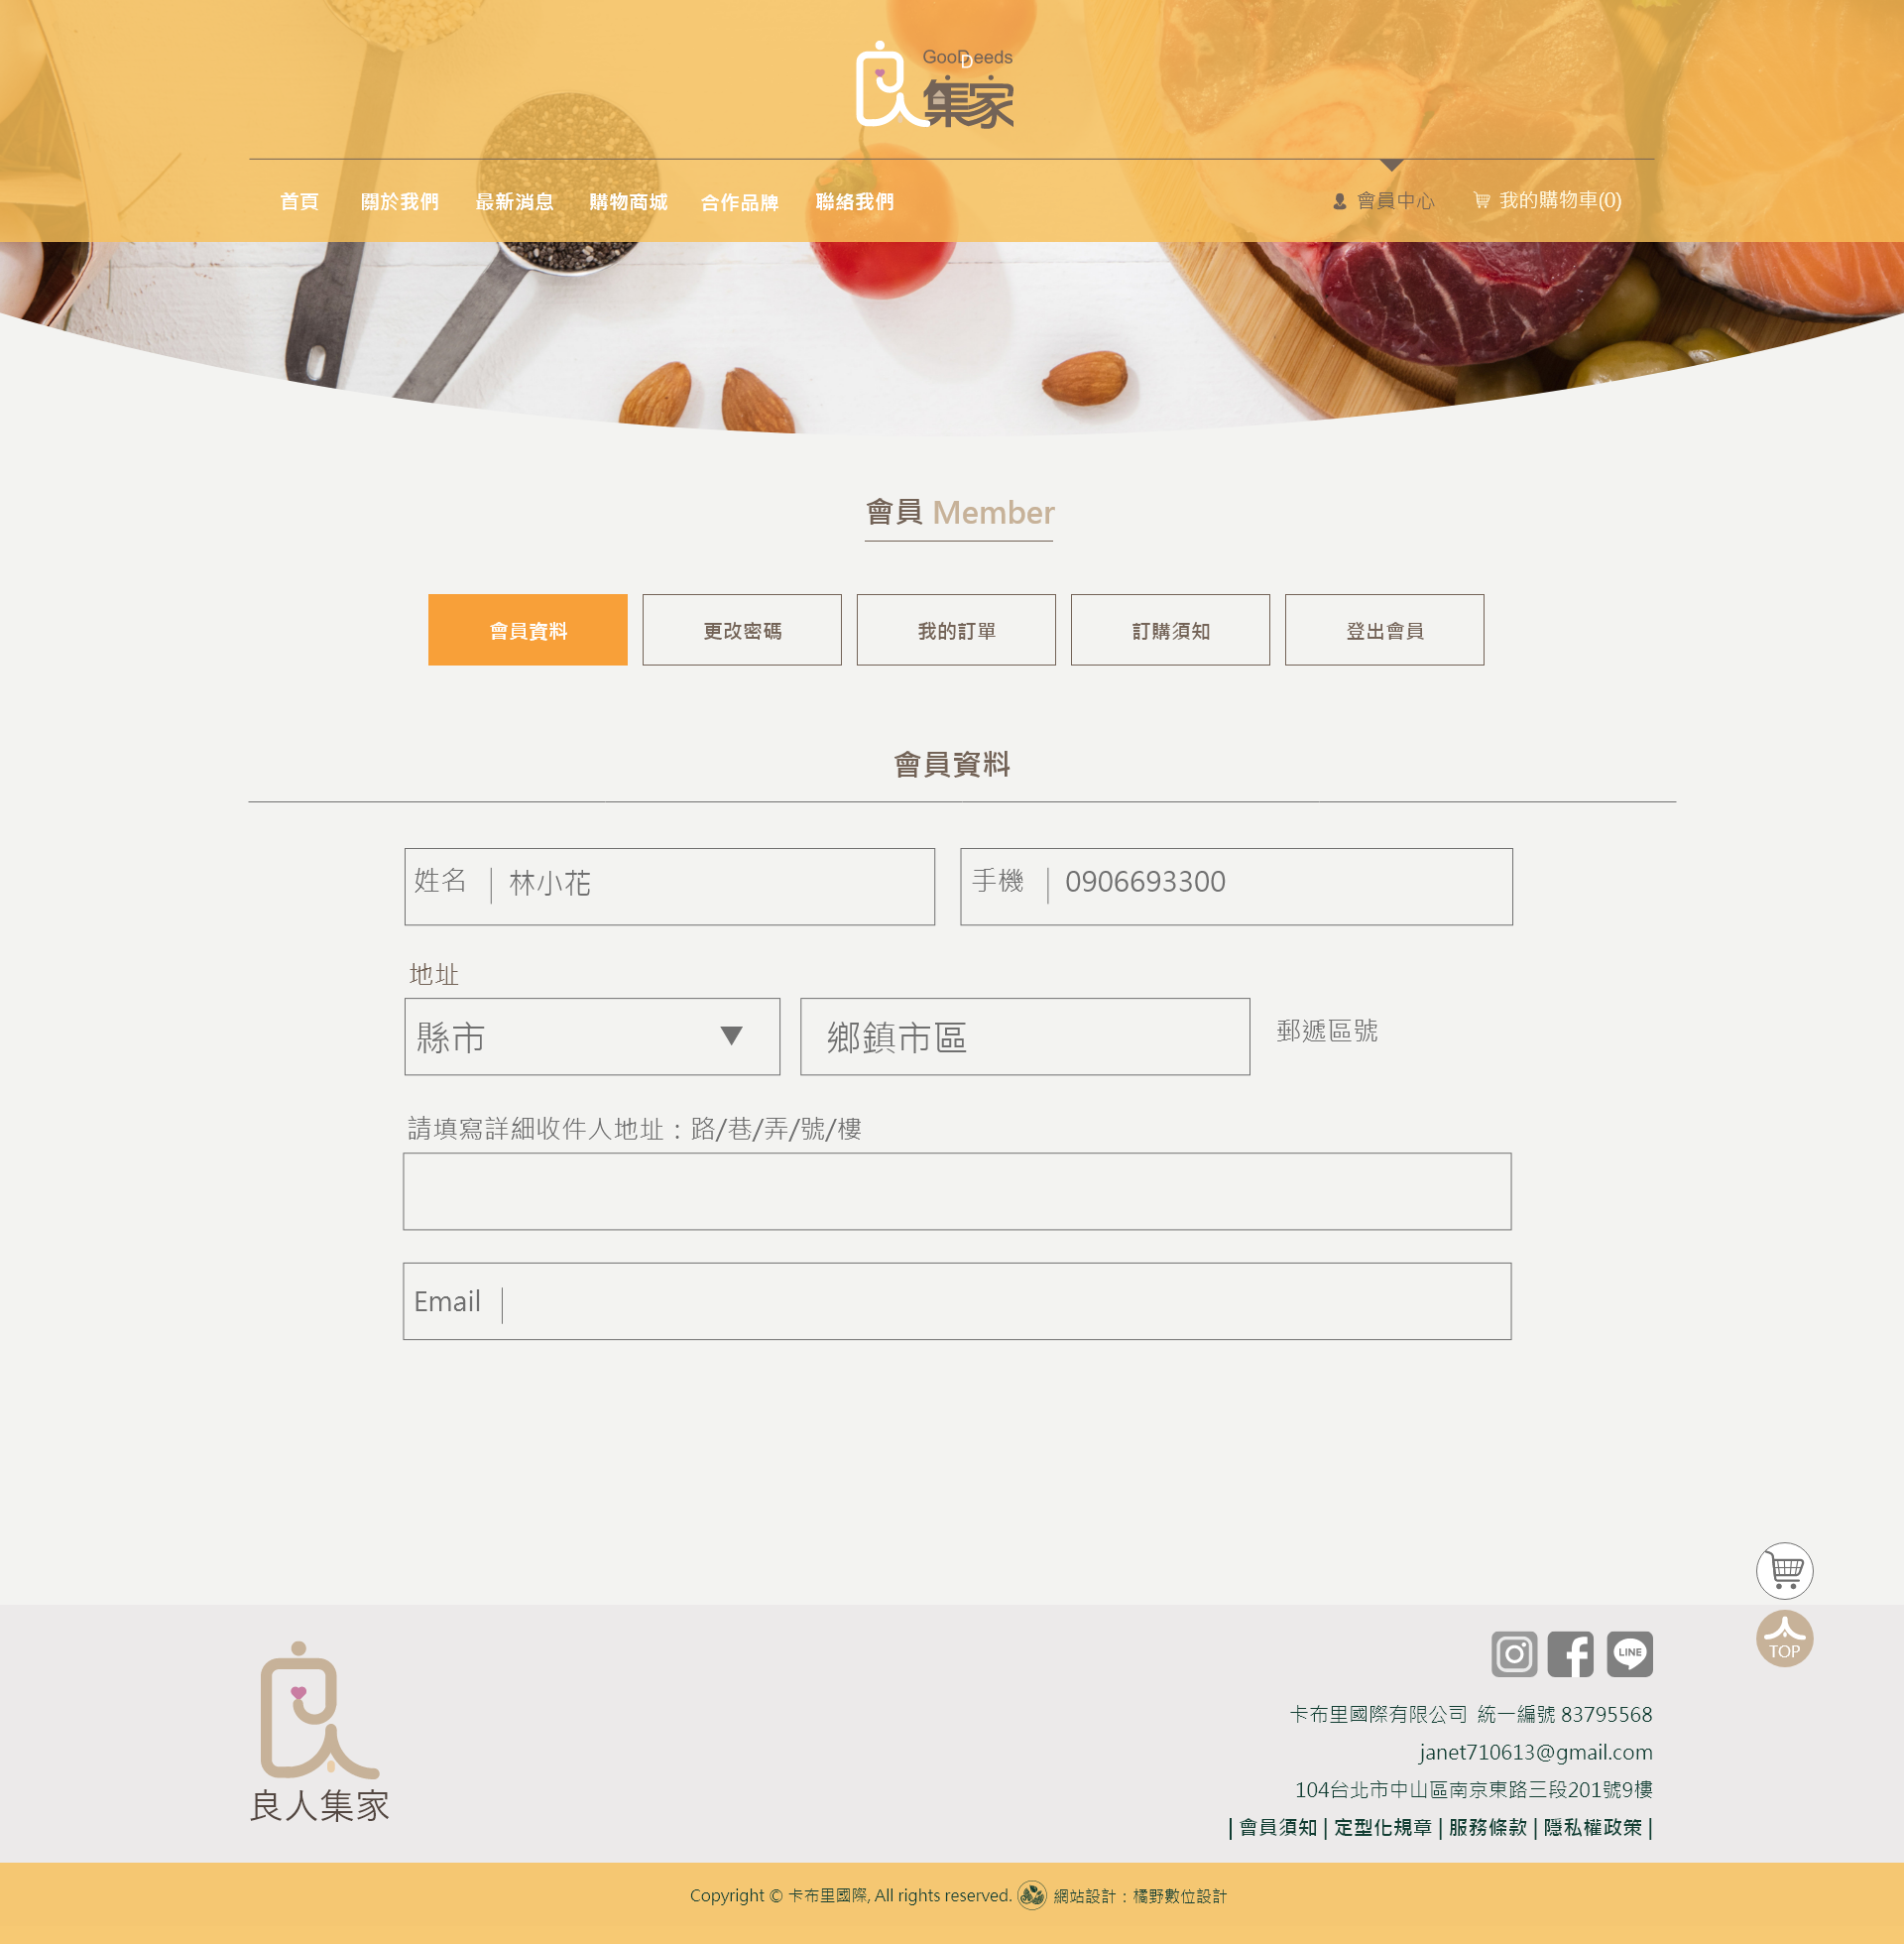 GooDeeds
集家
首頁 關於我們 最新消息 購物商城 合作品牌 聯絡我們 會員中心 我的購物車(0)
會員 Member
會員資料 更改密碼 我的訂單 訂購須知 登出會員
會員資料
姓名 林小花 手機 0906693300
地址
縣市 鄉鎮市區 郵遞區號
請填寫詳細收件人地址：路/巷/弄/號/樓
Email
TOP
LINE
卡布里國際有限公司 統一編號 83795568
janet710613@gmail.com
104台北市中山區南京東路三段201號9樓
良人集家
| 會員須知 | 定型化規章 | 服務條款 | 隱私權政策 |
Copyright © 卡布里國際, All rights reserved. 網站設計：橘野數位設計